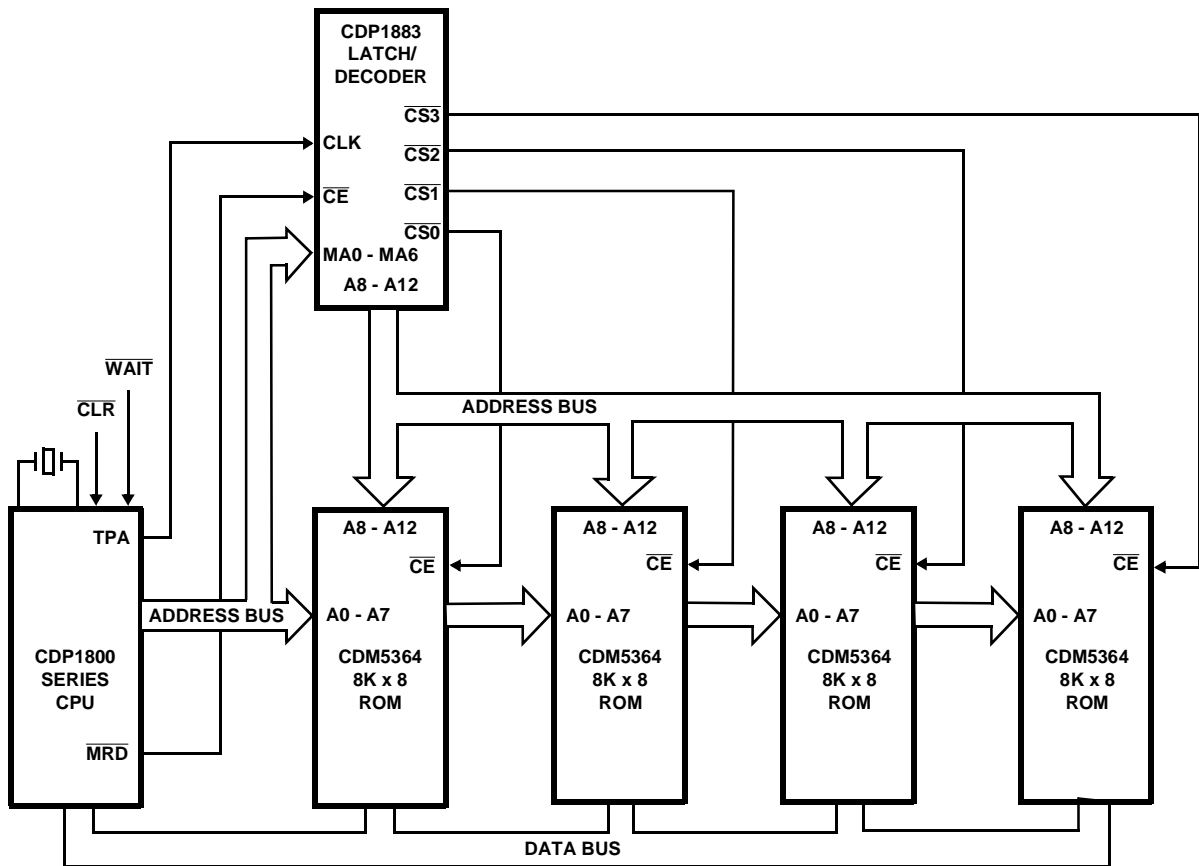 CDP1883
LATCH/
DECODER
CS3
CLK
CS2
CE
CS1
CS0
MA0 - MA6
A8 - A12
WAIT
CLR
ADDRESS BUS
TPA
A8 - A12
A8 - A12
A8 - A12
A8 - A12
CE
CE
CE
CE
ADDRESS BUS
A0 - A7
A0 - A7
A0 - A7
A0 - A7
CDP1800
SERIES
CPU
CDM5364
8K x 8
ROM
CDM5364
8K x 8
ROM
CDM5364
8K x 8
ROM
CDM5364
8K x 8
ROM
MRD
DATA BUS